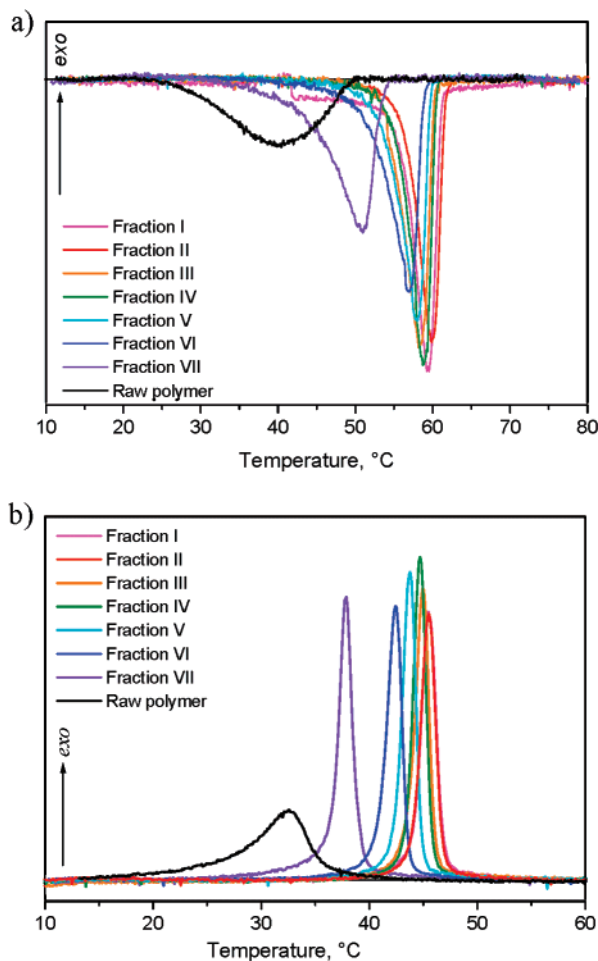 a)
exo
Fraction I
Fraction II
Fraction III
Fraction IV
Fraction V
Fraction VI
Fraction VII
Raw polymer
10 20 30 40 50 60 70 80
Temperature, °C
b)
Fraction I
Fraction II
Fraction III
Fraction IV
Fraction V
Fraction VI
Fraction VII
Raw polymer
exo
10 20 30 40 50 60
Temperature, °C